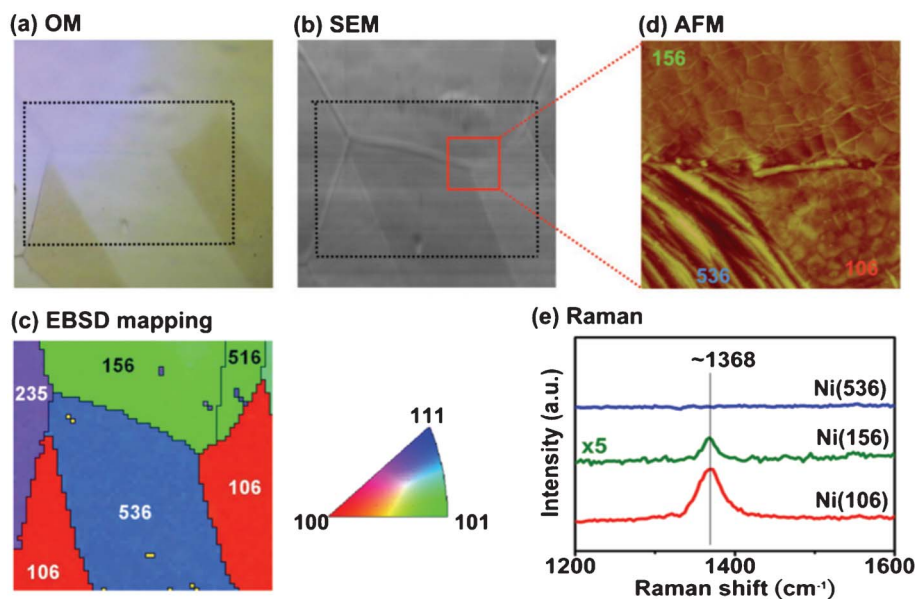 (a) OM
(b) SEM
(d) AFM
156
536
106
(c) EBSD mapping
156
516
235
536
106
106
111
100
101
(e) Raman
~1368
Ni(536)
x5
Ni(156)
Ni(106)
Intensity (a.u.)
1200
1400
1600
Raman shift (cm⁻¹)